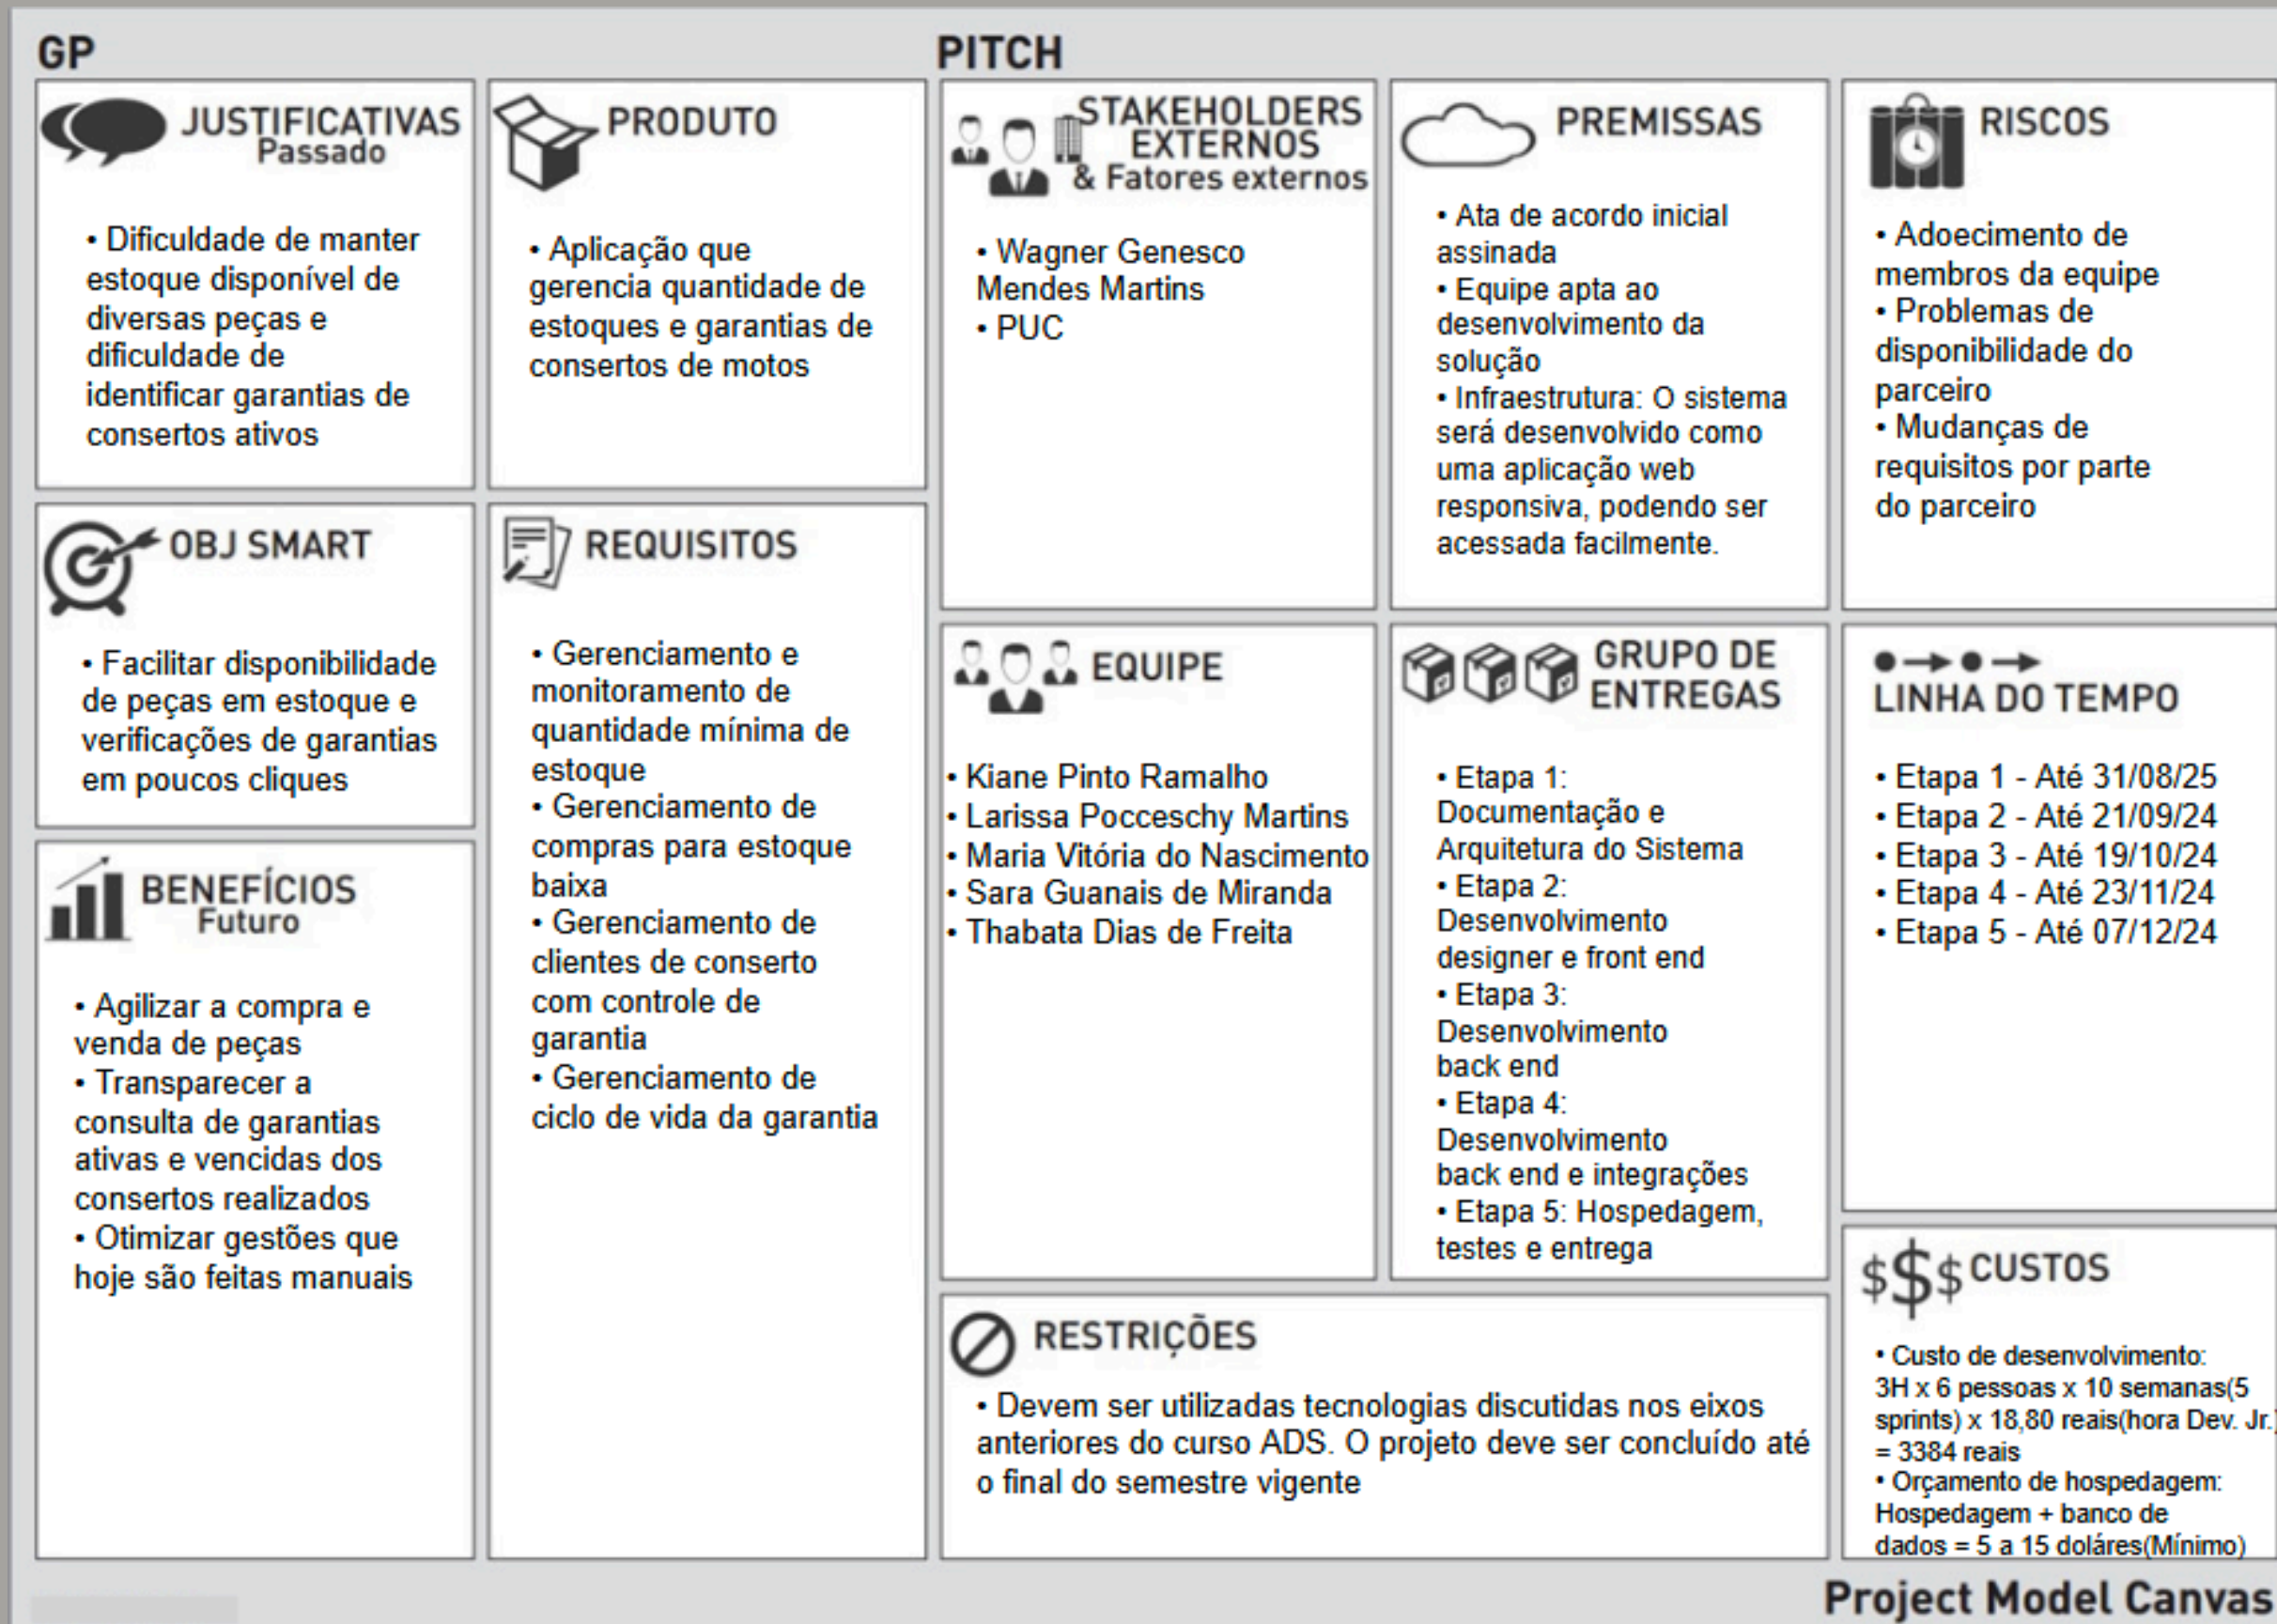 GP
JUSTIFICATIVAS
Passado
• Dificuldade de manter
estoque disponível de
diversas peças e
dificuldade de
identificar garantias de
consertos ativos
OBJ SMART
• Facilitar disponibilidade
de peças em estoque e
verificações de garantias
em poucos cliques
BENEFÍCIOS
Futuro
• Agilizar a compra e
venda de peças
• Transparecer a
consulta de garantias
ativas e vencidas dos
consertos realizados
• Otimizar gestões que
hoje são feitas manuais
PRODUTO
• Aplicação que
gerencia quantidade de
estoques e garantias de
consertos de motos
REQUISITOS
• Gerenciamento e
monitoramento de
quantidade mínima de
estoque
• Gerenciamento de
compras para estoque
baixa
• Gerenciamento de
clientes de conserto
com controle de
garantia
• Gerenciamento de
ciclo de vida da garantia
PITCH
STAKEHOLDERS
EXTERNOS
& Fatores externos
• Wagner Genesco
Mendes Martins
• PUC
EQUIPE
• Kiane Pinto Ramalho
• Larissa Pocceschy Martins
• Maria Vitória do Nascimento
• Sara Guanais de Miranda
• Thabata Dias de Freita
PREMISSAS
• Ata de acordo inicial
assinada
• Equipe apta ao
desenvolvimento da
solução
• Infraestrutura: O sistema
será desenvolvido como
uma aplicação web
responsiva, podendo ser
acessada facilmente.
GRUPO DE
ENTREGAS
• Etapa 1:
Documentação e
Arquitetura do Sistema
• Etapa 2:
Desenvolvimento
designer e front end
• Etapa 3:
Desenvolvimento
back end
• Etapa 4:
Desenvolvimento
back end e integrações
• Etapa 5: Hospedagem,
testes e entrega
RESTRIÇÕES
• Devem ser utilizadas tecnologias discutidas nos eixos
anteriores do curso ADS. O projeto deve ser concluído até
o final do semestre vigente
RISCOS
• Adoecimento de
membros da equipe
• Problemas de
disponibilidade do
parceiro
• Mudanças de
requisitos por parte
do parceiro
LINHA DO TEMPO
• Etapa 1 - Até 31/08/25
• Etapa 2 - Até 21/09/24
• Etapa 3 - Até 19/10/24
• Etapa 4 - Até 23/11/24
• Etapa 5 - Até 07/12/24
$$$ CUSTOS
• Custo de desenvolvimento:
3H x 6 pessoas x 10 semanas(5
sprints) x 18,80 reais(hora Dev. Jr.)
= 3384 reais
• Orçamento de hospedagem:
Hospedagem + banco de
dados = 5 a 15 doláres(Mínimo)
Project Model Canvas